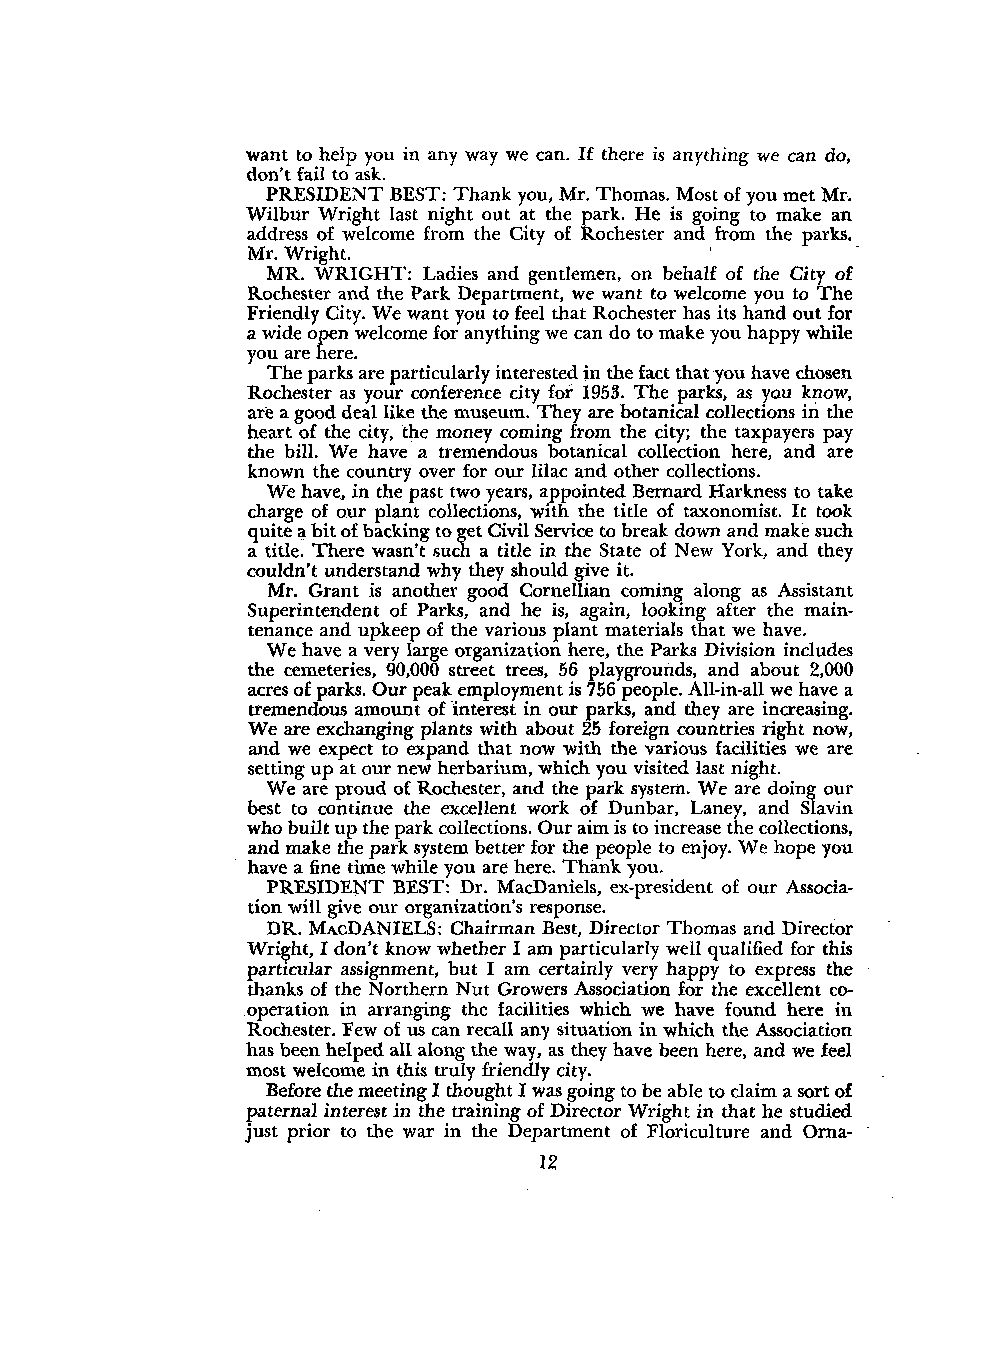 want to help you in any way we can. If there is anything we can do,
don't fail to ask.
PRESIDENT BEST: Thank you, Mr. Thomas. Most of you met Mr.
Wilbur Wright last night out at the park. He is going to make an
address of welcome from the City of Rochester and from the parks.
Mr. Wright.
MR. WRIGHT: Ladies and gentlemen, on behalf of the City of
Rochester and the Park Department, we want to welcome you to The
Friendly City. We want you to feel that Rochester has its hand out for
a wide open welcome for anything we can do to make you happy while
you are here.
The parks are particularly interested in the fact that you have chosen
Rochester as your conference city for 1953. The parks, as you know,
are a good deal like the museum. They are botanical collections in the
heart of the city, the money coming from the city; the taxpayers pay
the bill. We have a tremendous botanical collection here, and are
known the country over for our lilac and other collections.
We have, in the past two years, appointed Bernard Harkness to take
charge of our plant collections, with the title of taxonomist. It took
quite a bit of backing to get Civil Service to break down and make such
a title. There wasn't such a title in the State of New York, and they
couldn't understand why they should give it.
Mr. Grant is another good Cornellian coming along as Assistant
Superintendent of Parks, and he is, again, looking after the main-
tenance and upkeep of the various plant materials that we have.
We have a very large organization here, the Parks Division includes
the cemeteries, 90,000 street trees, 56 playgrounds, and about 2,000
acres of parks. Our peak employment is 756 people. All-in-all we have a
tremendous amount of interest in our parks, and they are increasing.
We are exchanging plants with about 25 foreign countries right now,
and we expect to expand that now with the various facilities we are
setting up at our new herbarium, which you visited last night.
We are proud of Rochester, and the park system. We are doing our
best to continue the excellent work of Dunbar, Laney, and Slavin
who built up the park collections. Our aim is to increase the collections,
and make the park system better for the people to enjoy. We hope you
have a fine time while you are here. Thank you.
PRESIDENT BEST: Dr. MacDaniels, ex-president of our Associa-
tion will give our organization's response.
DR. MACDANIELS: Chairman Best, Director Thomas and Director
Wright, I don't know whether I am particularly well qualified for this
particular assignment, but I am certainly very happy to express the
thanks of the Northern Nut Growers Association for the excellent co-
operation in arranging the facilities which we have found here in
Rochester. Few of us can recall any situation in which the Association
has been helped all along the way, as they have been here, and we feel
most welcome in this truly friendly city.
Before the meeting I thought I was going to be able to claim a sort of
paternal interest in the training of Director Wright in that he studied
just prior to the war in the Department of Floriculture and Orna-
12